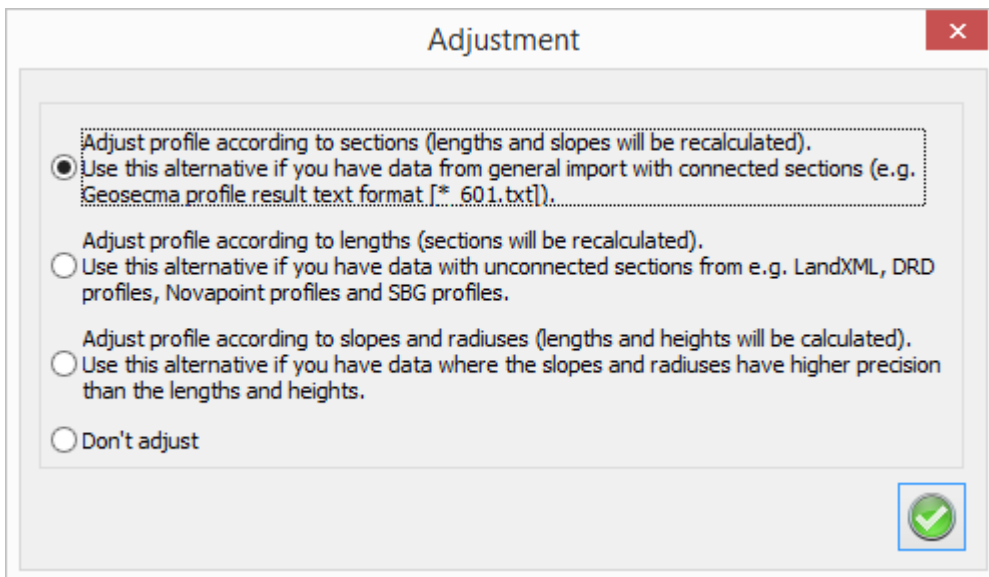 Adjustment
Adjust profile according to sections (lengths and slopes will be recalculated).
Use this alternative if you have data from general import with connected sections (e.g.
Geosecma profile result text format [*_601.txt]).
Adjust profile according to lengths (sections will be recalculated).
Use this alternative if you have data with unconnected sections from e.g. LandXML, DRD
profiles, Novapoint profiles and SBG profiles.
Adjust profile according to slopes and radiuses (lengths and heights will be calculated).
Use this alternative if you have data where the slopes and radiuses have higher precision
than the lengths and heights.
Don't adjust